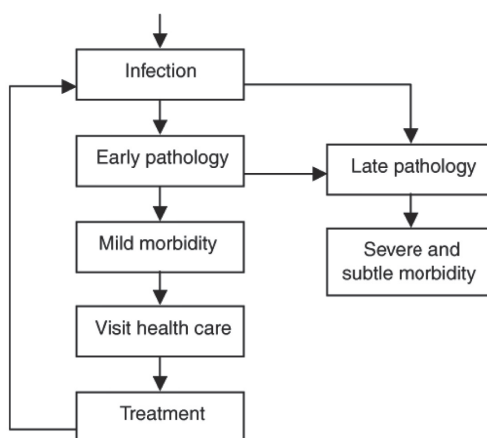 Infection
Early pathology
Late pathology
Mild morbidity
Severe and
subtle morbidity
Visit health care
Treatment